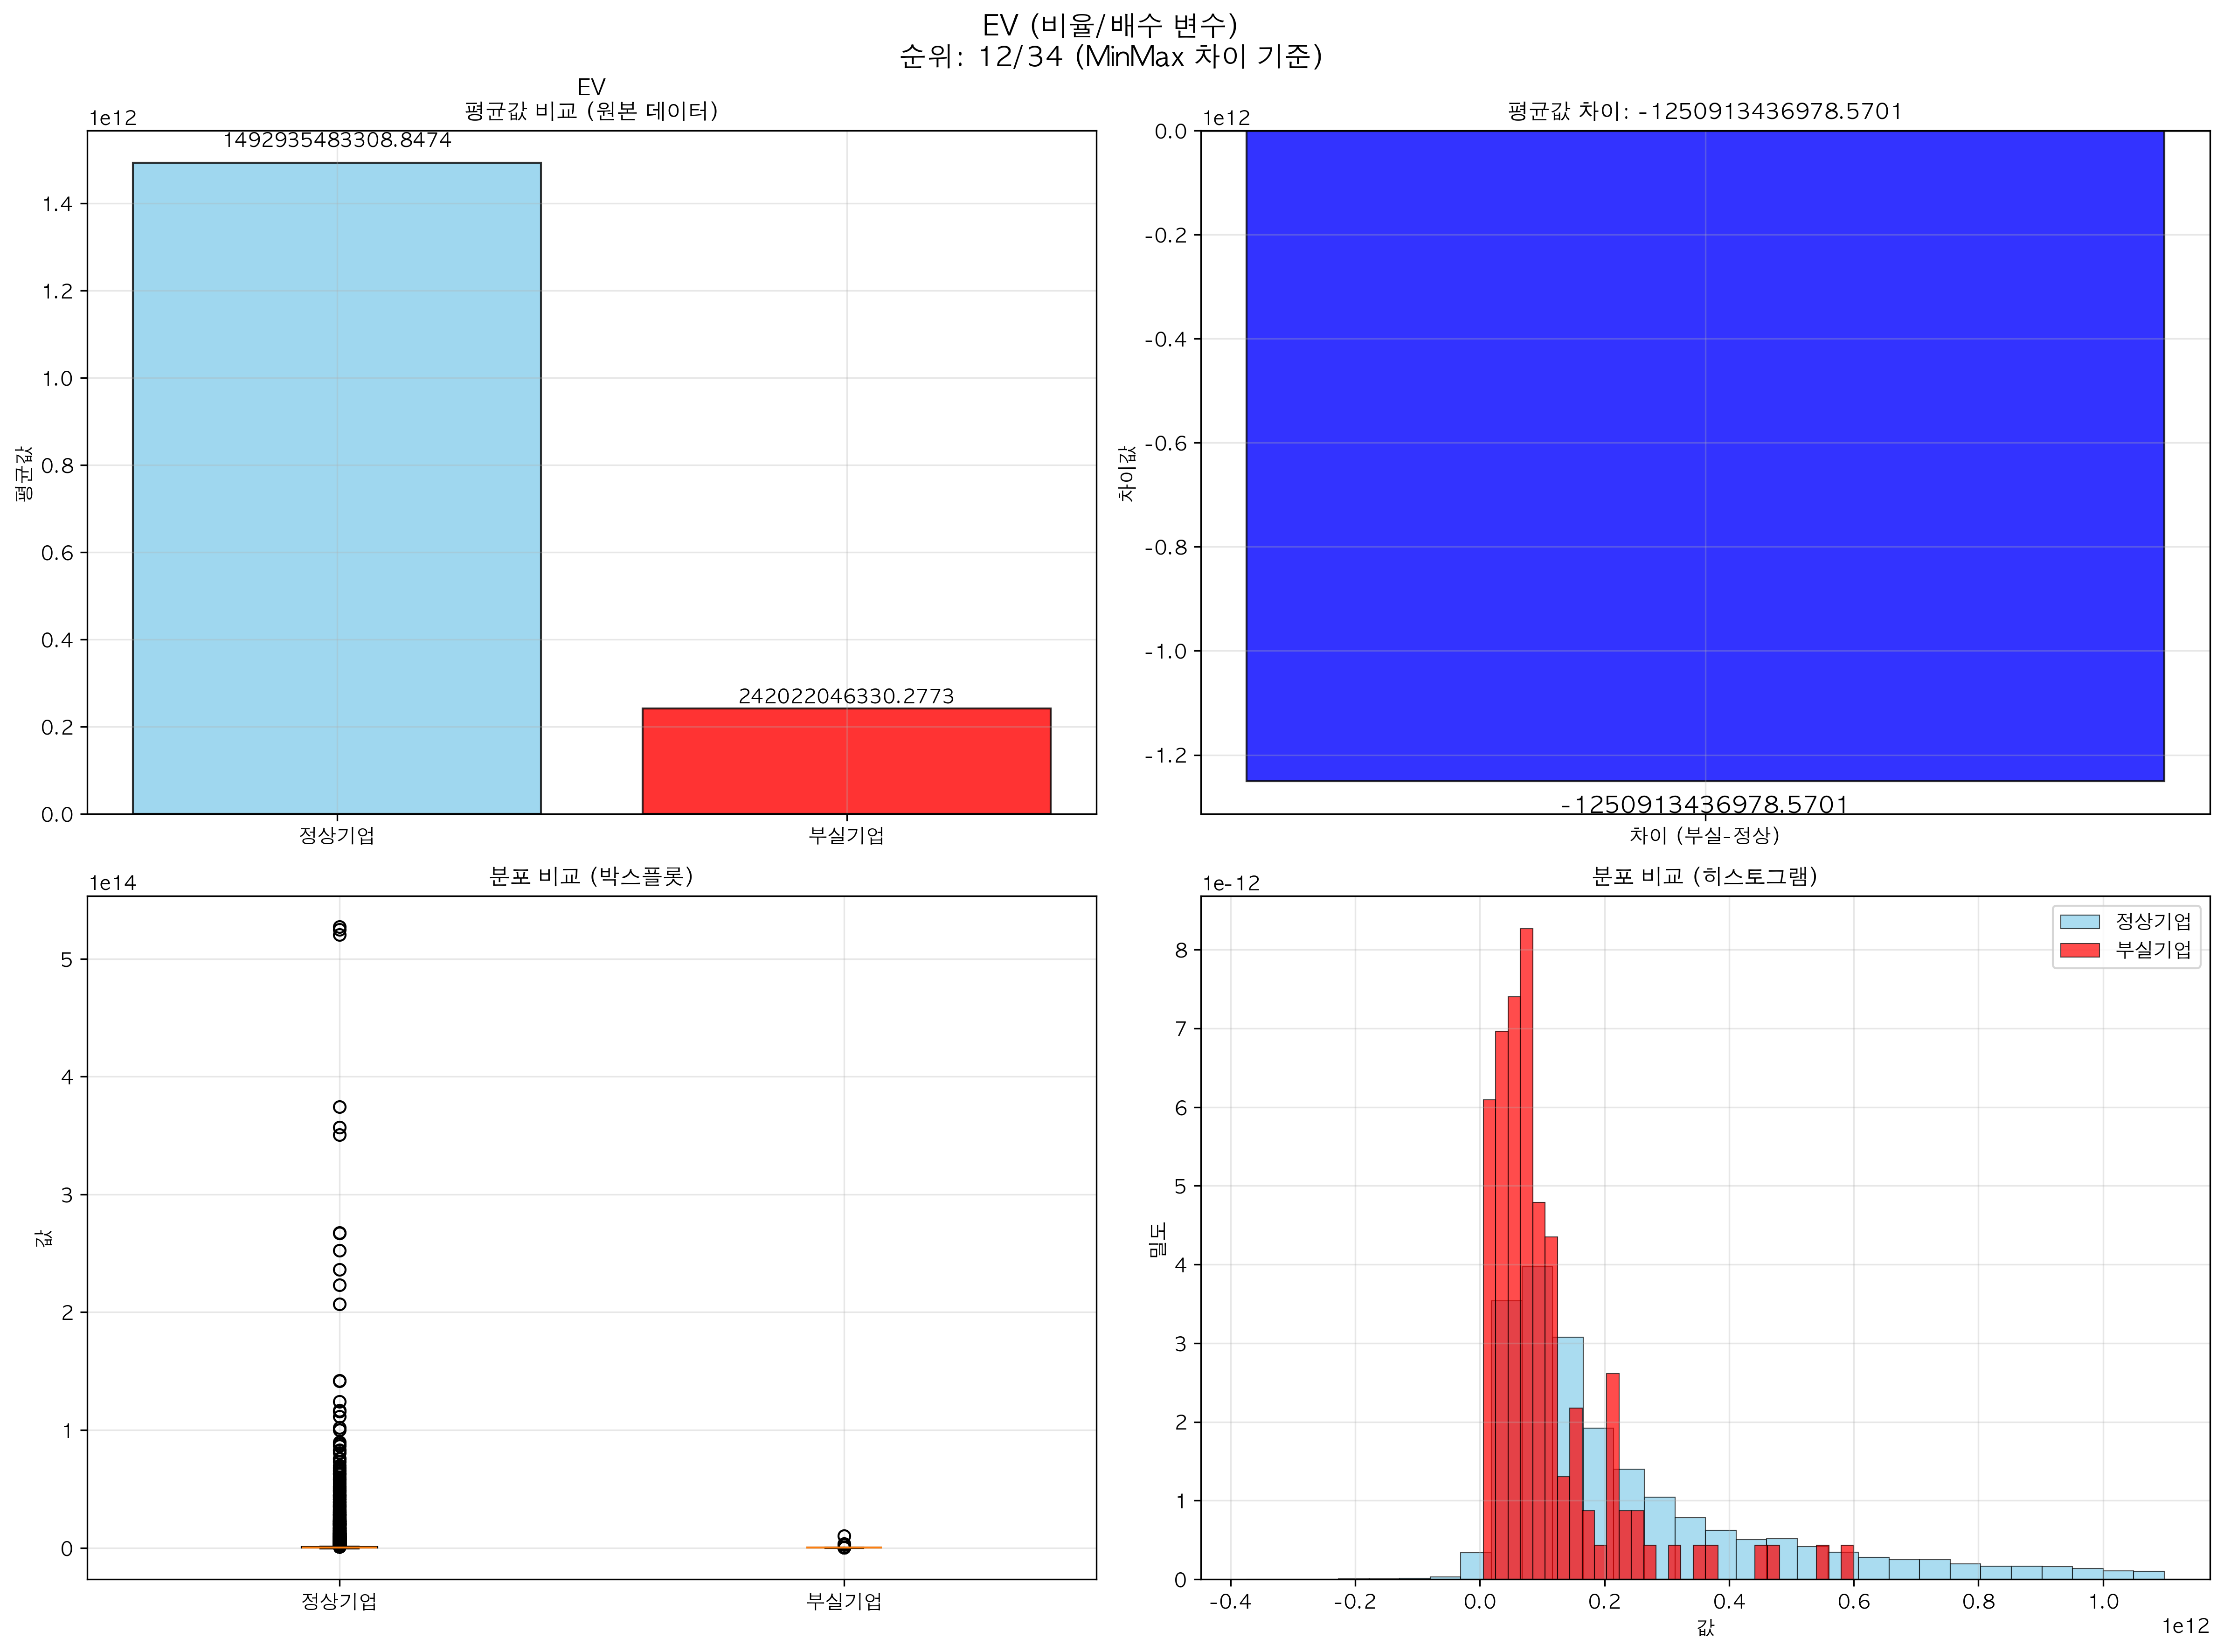 EV (비율/배수 변수)
순위: 12/34 (MinMax 차이 기준)
EV
평균값 비교 (원본 데이터)
1e12
1492935483308.8474
242022046330.2773
1.4
1.2
1.0
0.8
0.6
0.4
0.2
0.0
평균값
정상기업
부실기업
평균값 차이: -1250913436978.5701
1e12
0.0
-0.2
-0.4
-0.6
-0.8
-1.0
-1.2
차이값
-1250913436978.5701
차이 (부실-정상)
분포 비교 (박스플롯)
1e14
5
4
3
2
1
0
값
정상기업
부실기업
분포 비교 (히스토그램)
1e-12
정상기업
부실기업
8
7
6
5
4
3
2
1
0
밀도
-0.4
-0.2
0.0
0.2
0.4
0.6
0.8
1.0
값
1e12